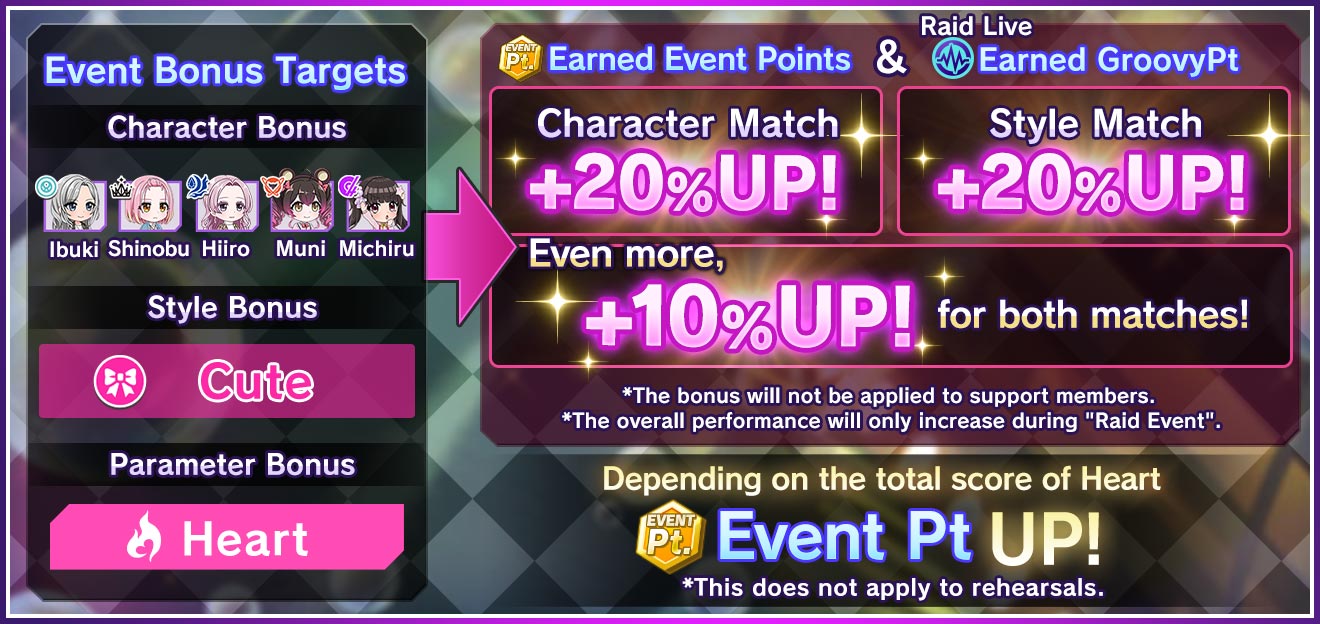 Event Bonus Targets
Character Bonus
Ibuki Shinobu Hiiro Muni Michiru
Style Bonus
Cute
Parameter Bonus
Heart
EVENT Pt. Earned Event Points & Raid Live Earned GroovyPt
Character Match
+20%UP!
Style Match
+20%UP!
Even more,
+10%UP! for both matches!
*The bonus will not be applied to support members.
*The overall performance will only increase during "Raid Event".
Depending on the total score of Heart
EVENT Pt. Event Pt UP!
*This does not apply to rehearsals.